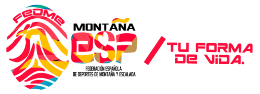 FEDME
MONTAÑA
esp
FEDERACIÓN ESPAÑOLA
DE DEPORTES DE MONTAÑA Y ESCALADA
/ TU FORMA
DE VIDA.